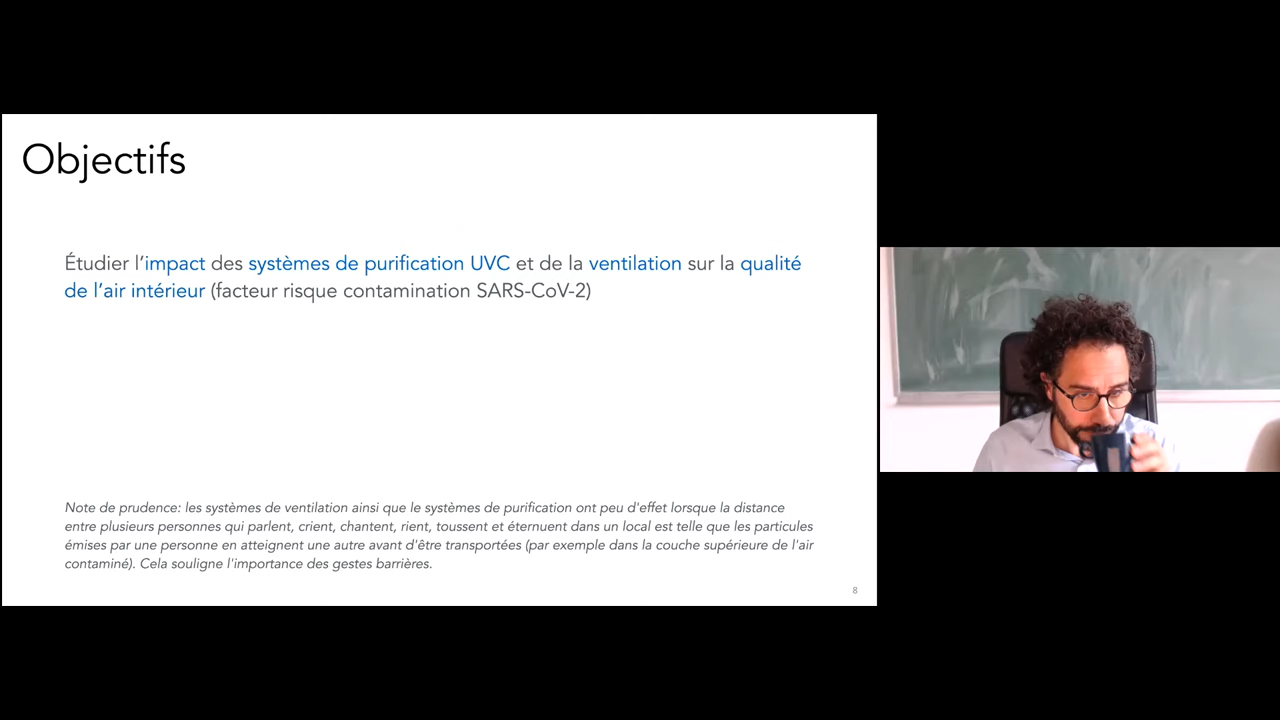 Objectifs
Étudier l’impact des systèmes de purification UVC et de la ventilation sur la qualité
de l’air intérieur (facteur risque contamination SARS-CoV-2)
Note de prudence: les systèmes de ventilation ainsi que le systèmes de purification ont peu d'effet lorsque la distance
entre plusieurs personnes qui parlent, crient, chantent, rient, toussent et éternuent dans un local est telle que les particules
émises par une personne en atteignent une autre avant d'être transportées (par exemple dans la couche supérieure de l'air
contaminé). Cela souligne l'importance des gestes barrières.
8